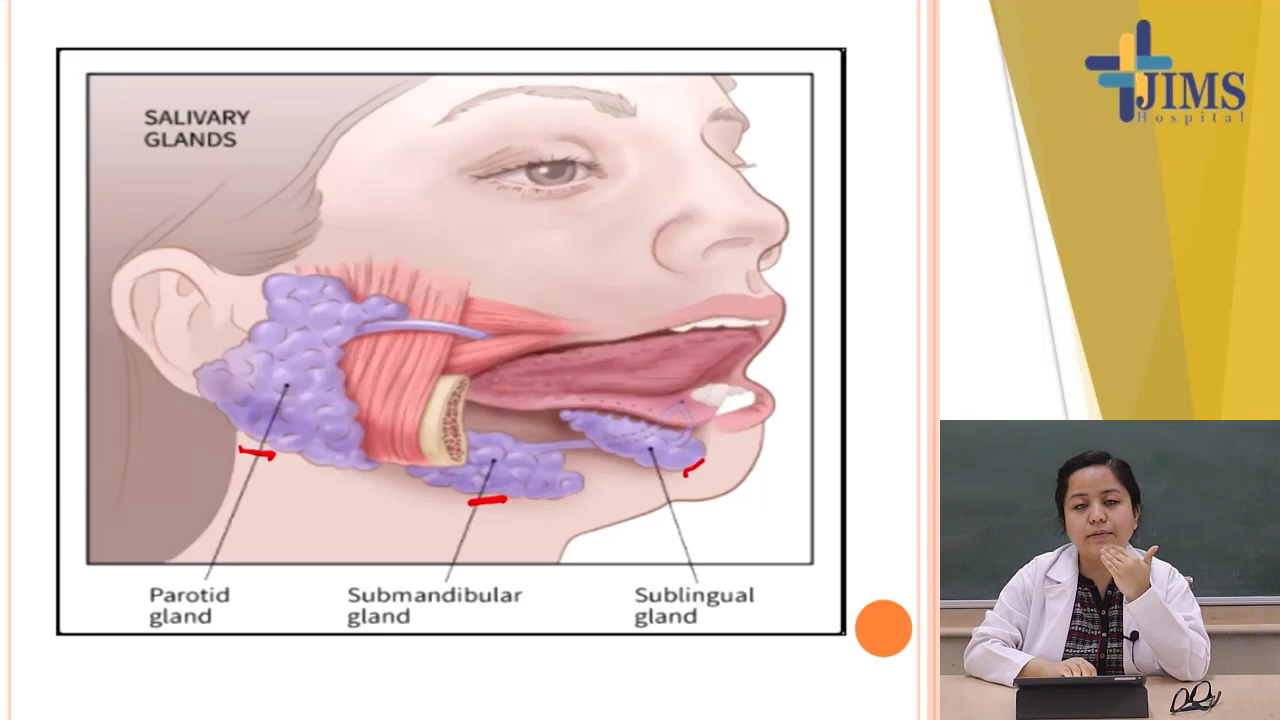 SALIVARY
GLANDS
Parotid
gland
Submandibular
gland
Sublingual
gland
JIMS
Hospital